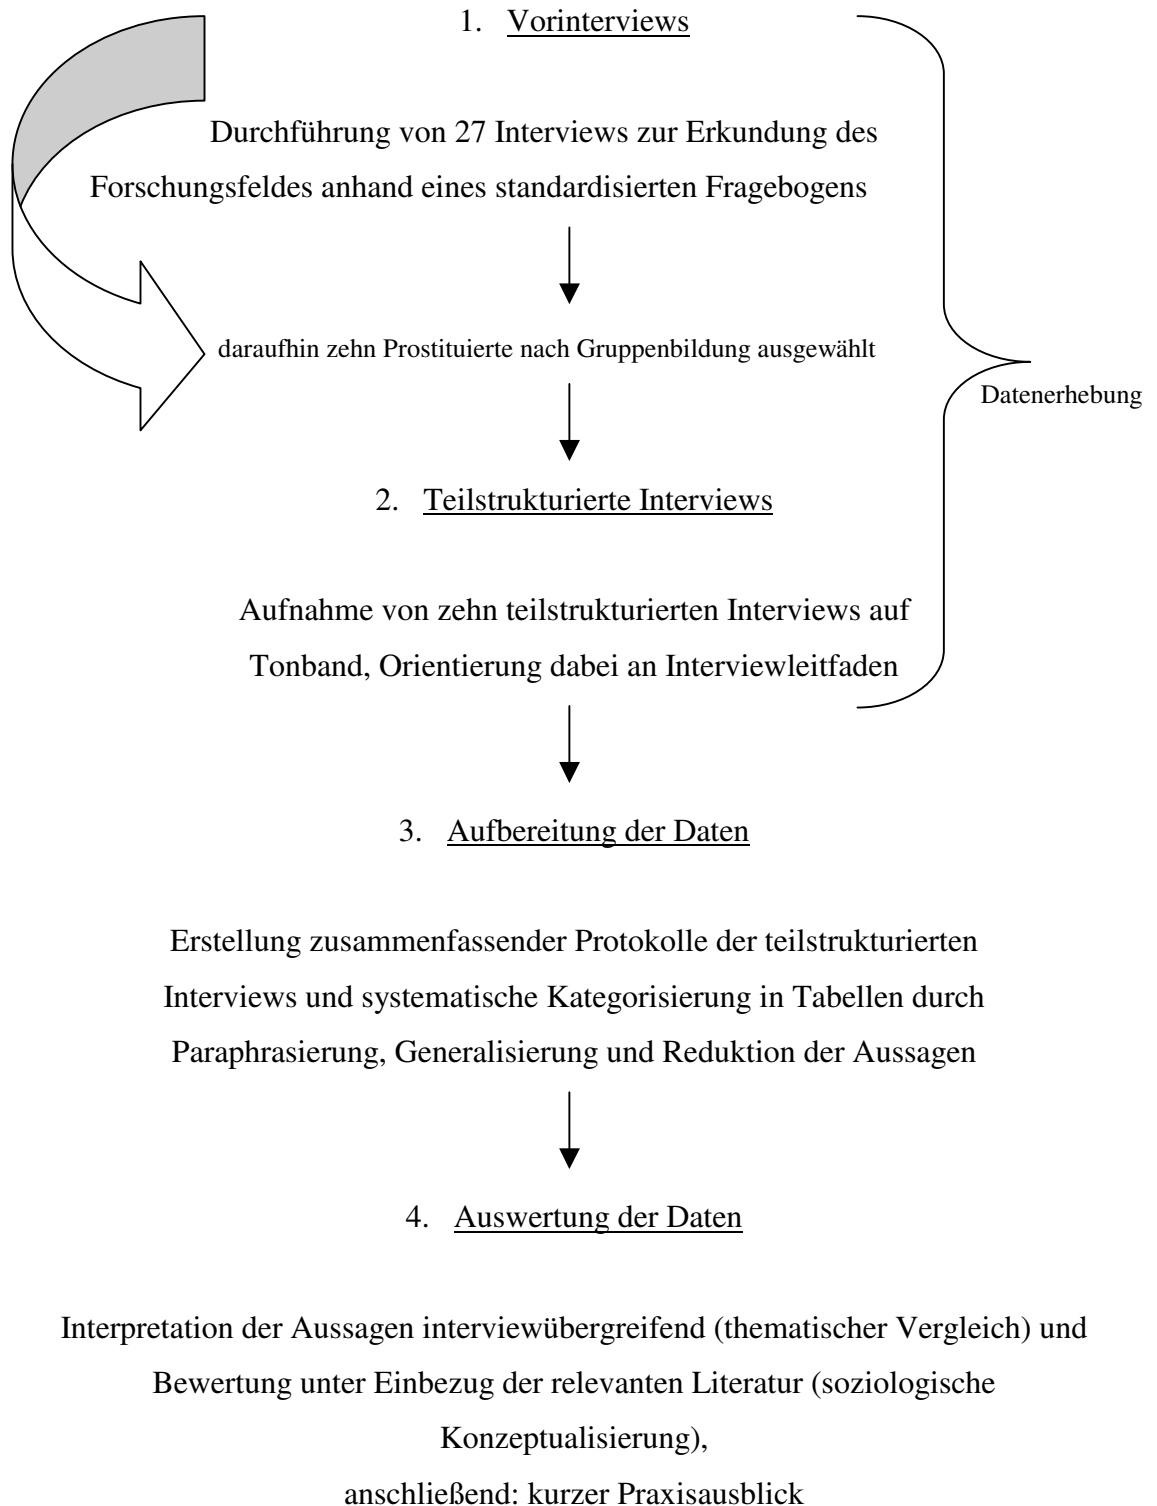 1. Vorinterviews
Durchführung von 27 Interviews zur Erkundung des
Forschungsfeldes anhand eines standardisierten Fragebogens
daraufhin zehn Prostituierte nach Gruppenbildung ausgewählt
Datenerhebung
2. Teilstrukturierte Interviews
Aufnahme von zehn teilstrukturierten Interviews auf
Tonband, Orientierung dabei an Interviewleitfaden
3. Aufbereitung der Daten
Erstellung zusammenfassender Protokolle der teilstrukturierten
Interviews und systematische Kategorisierung in Tabellen durch
Paraphrasierung, Generalisierung und Reduktion der Aussagen
4. Auswertung der Daten
Interpretation der Aussagen interviewübergreifend (thematischer Vergleich) und
Bewertung unter Einbezug der relevanten Literatur (soziologische
Konzeptualisierung),
anschließend: kurzer Praxisausblick